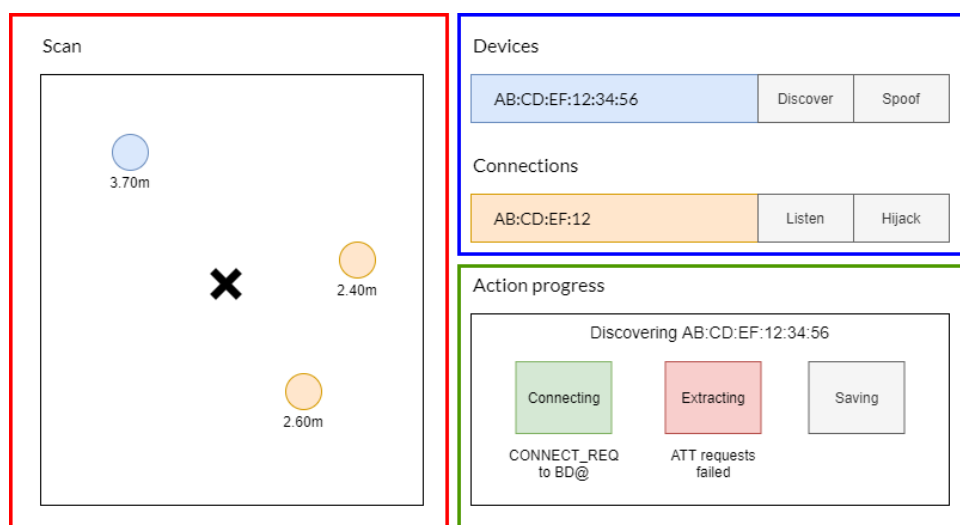 Scan
3.70m
2.40m
2.60m
Devices
AB:CD:EF:12:34:56
Discover
Spoof
Connections
AB:CD:EF:12
Listen
Hijack
Action progress
Discovering AB:CD:EF:12:34:56
Connecting
Extracting
Saving
CONNECT_REQ
to BD@
ATT requests
failed